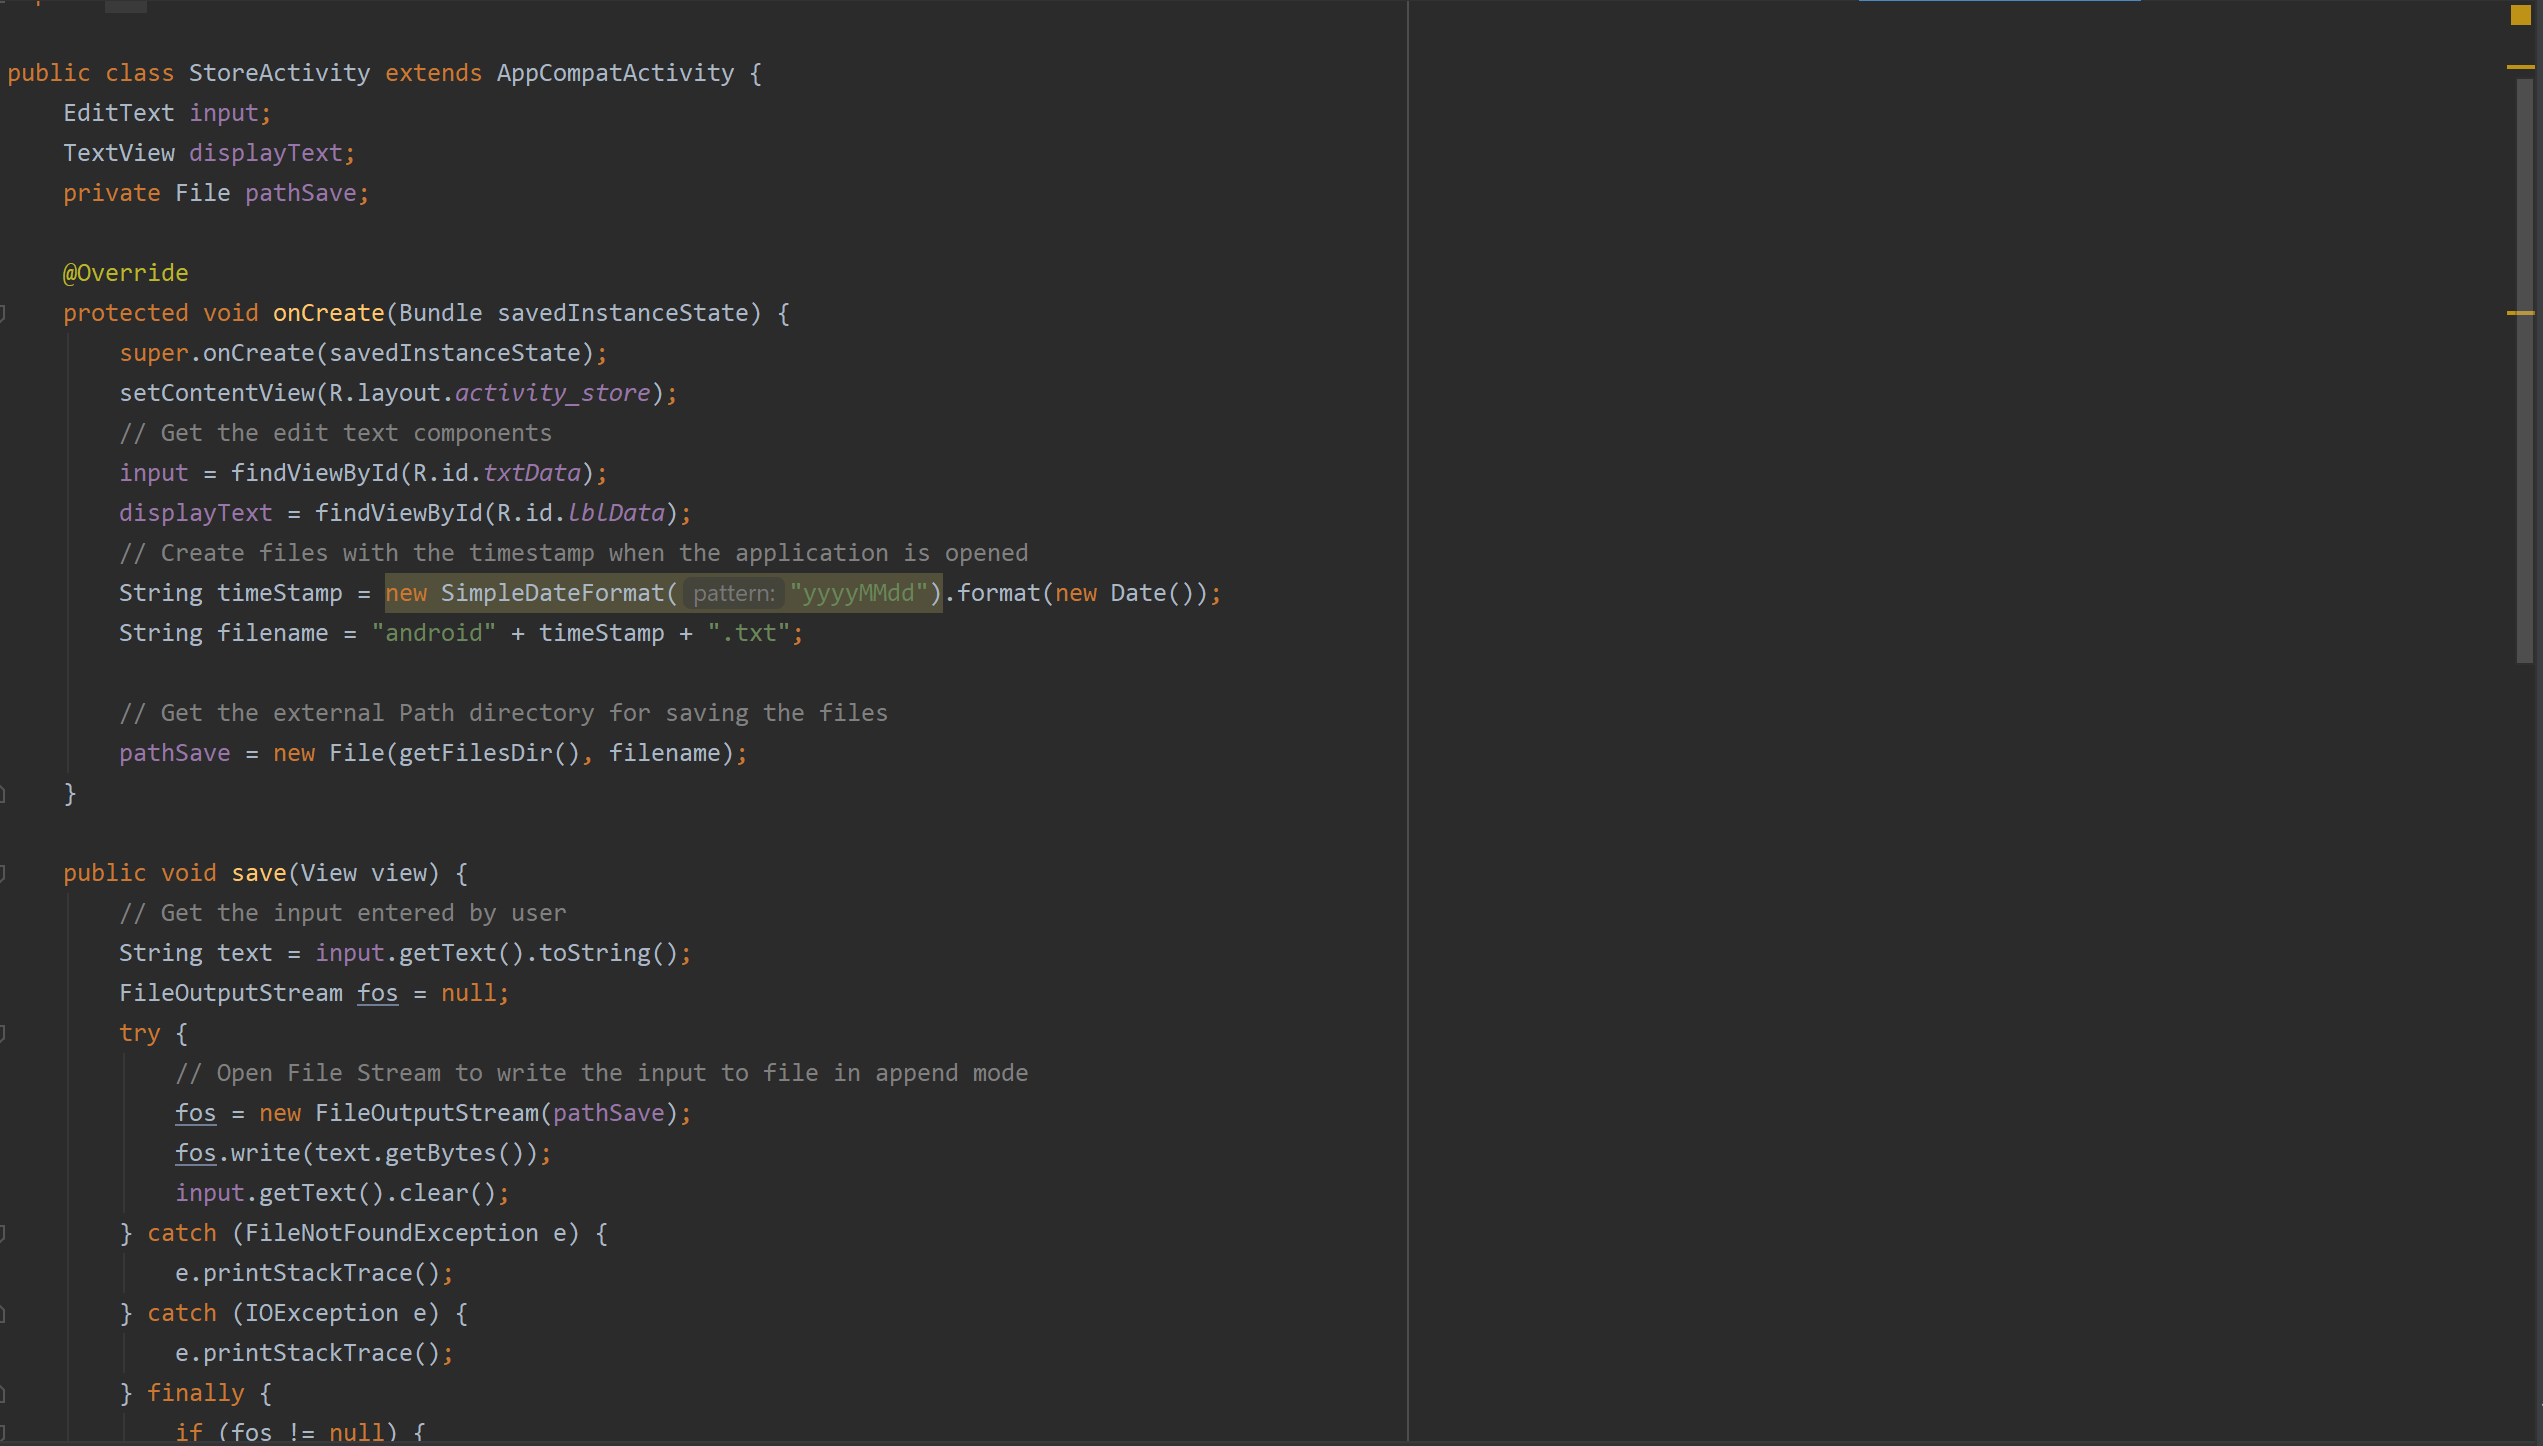 public class StoreActivity extends AppCompatActivity {
EditText input;
TextView displayText;
private File pathSave;
@Override
protected void onCreate(Bundle savedInstanceState) {
super.onCreate(savedInstanceState);
setContentView(R.layout.activity_store);
// Get the edit text components
input = findViewById(R.id.txtData);
displayText = findViewById(R.id.lblData);
// Create files with the timestamp when the application is opened
String timeStamp = new SimpleDateFormat( pattern: "yyyyMMdd").format(new Date());
String filename = "android" + timeStamp + ".txt";
// Get the external Path directory for saving the files
pathSave = new File(getFilesDir(), filename);
}
public void save(View view) {
// Get the input entered by user
String text = input.getText().toString();
FileOutputStream fos = null;
try {
// Open File Stream to write the input to file in append mode
fos = new FileOutputStream(pathSave);
fos.write(text.getBytes());
input.getText().clear();
} catch (FileNotFoundException e) {
e.printStackTrace();
} catch (IOException e) {
e.printStackTrace();
} finally {
if (fos != null) {